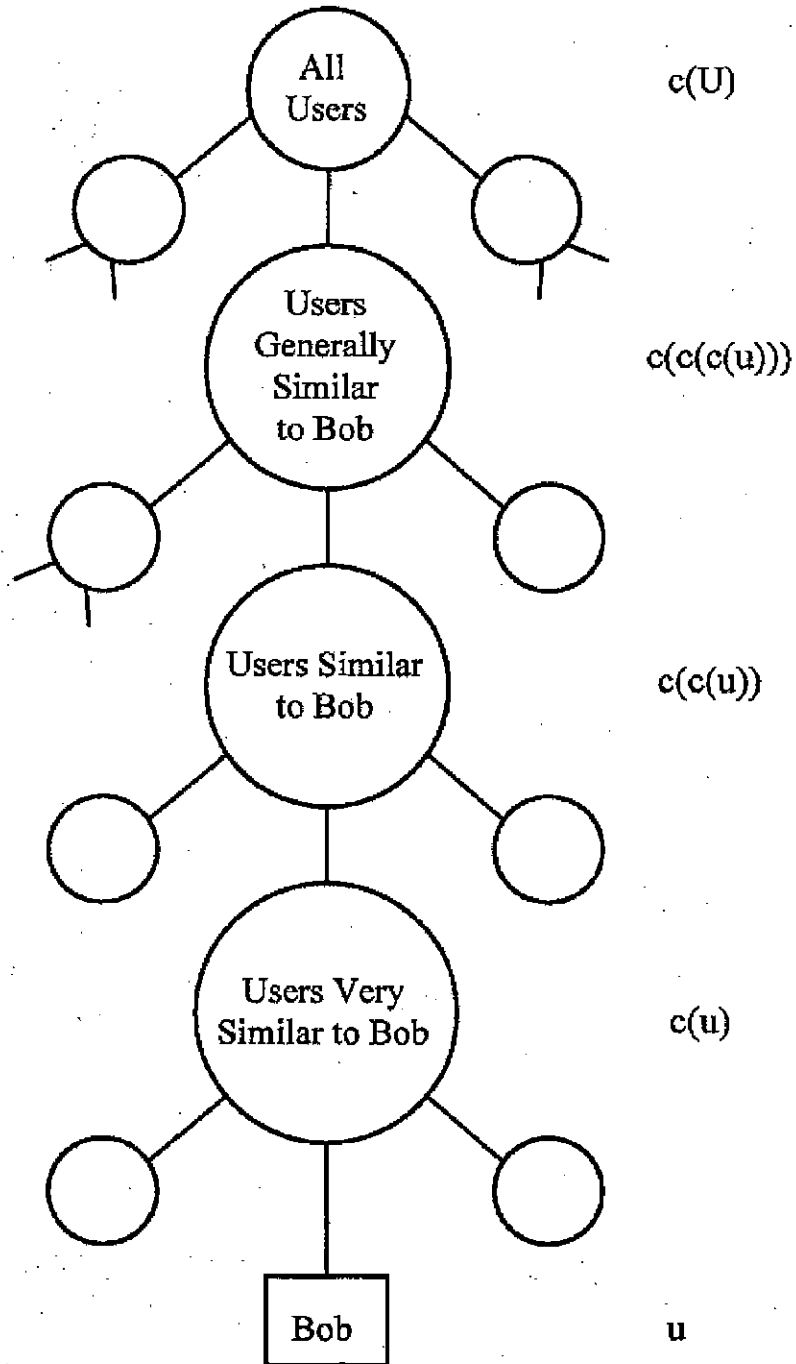 All
Users
c(U)
Users
Generally
Similar
to Bob
c(c(c(u)))
Users Similar
to Bob
c(c(u))
Users Very
Similar to Bob
c(u)
Bob
u